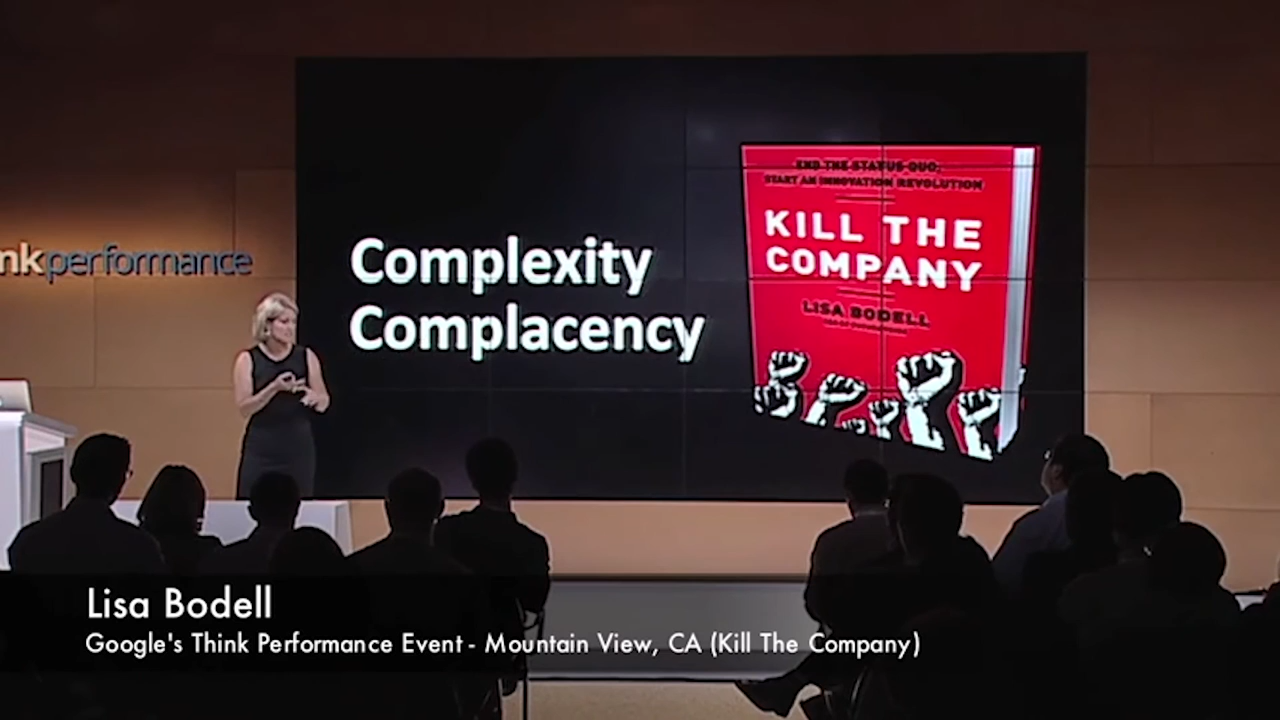 END THE STATUS QUO,
START AN INNOVATION REVOLUTION
KILL THE
COMPANY
LISA BODELL
Complexity
Complacency
nkperformance
Lisa Bodell
Google's Think Performance Event - Mountain View, CA (Kill The Company)